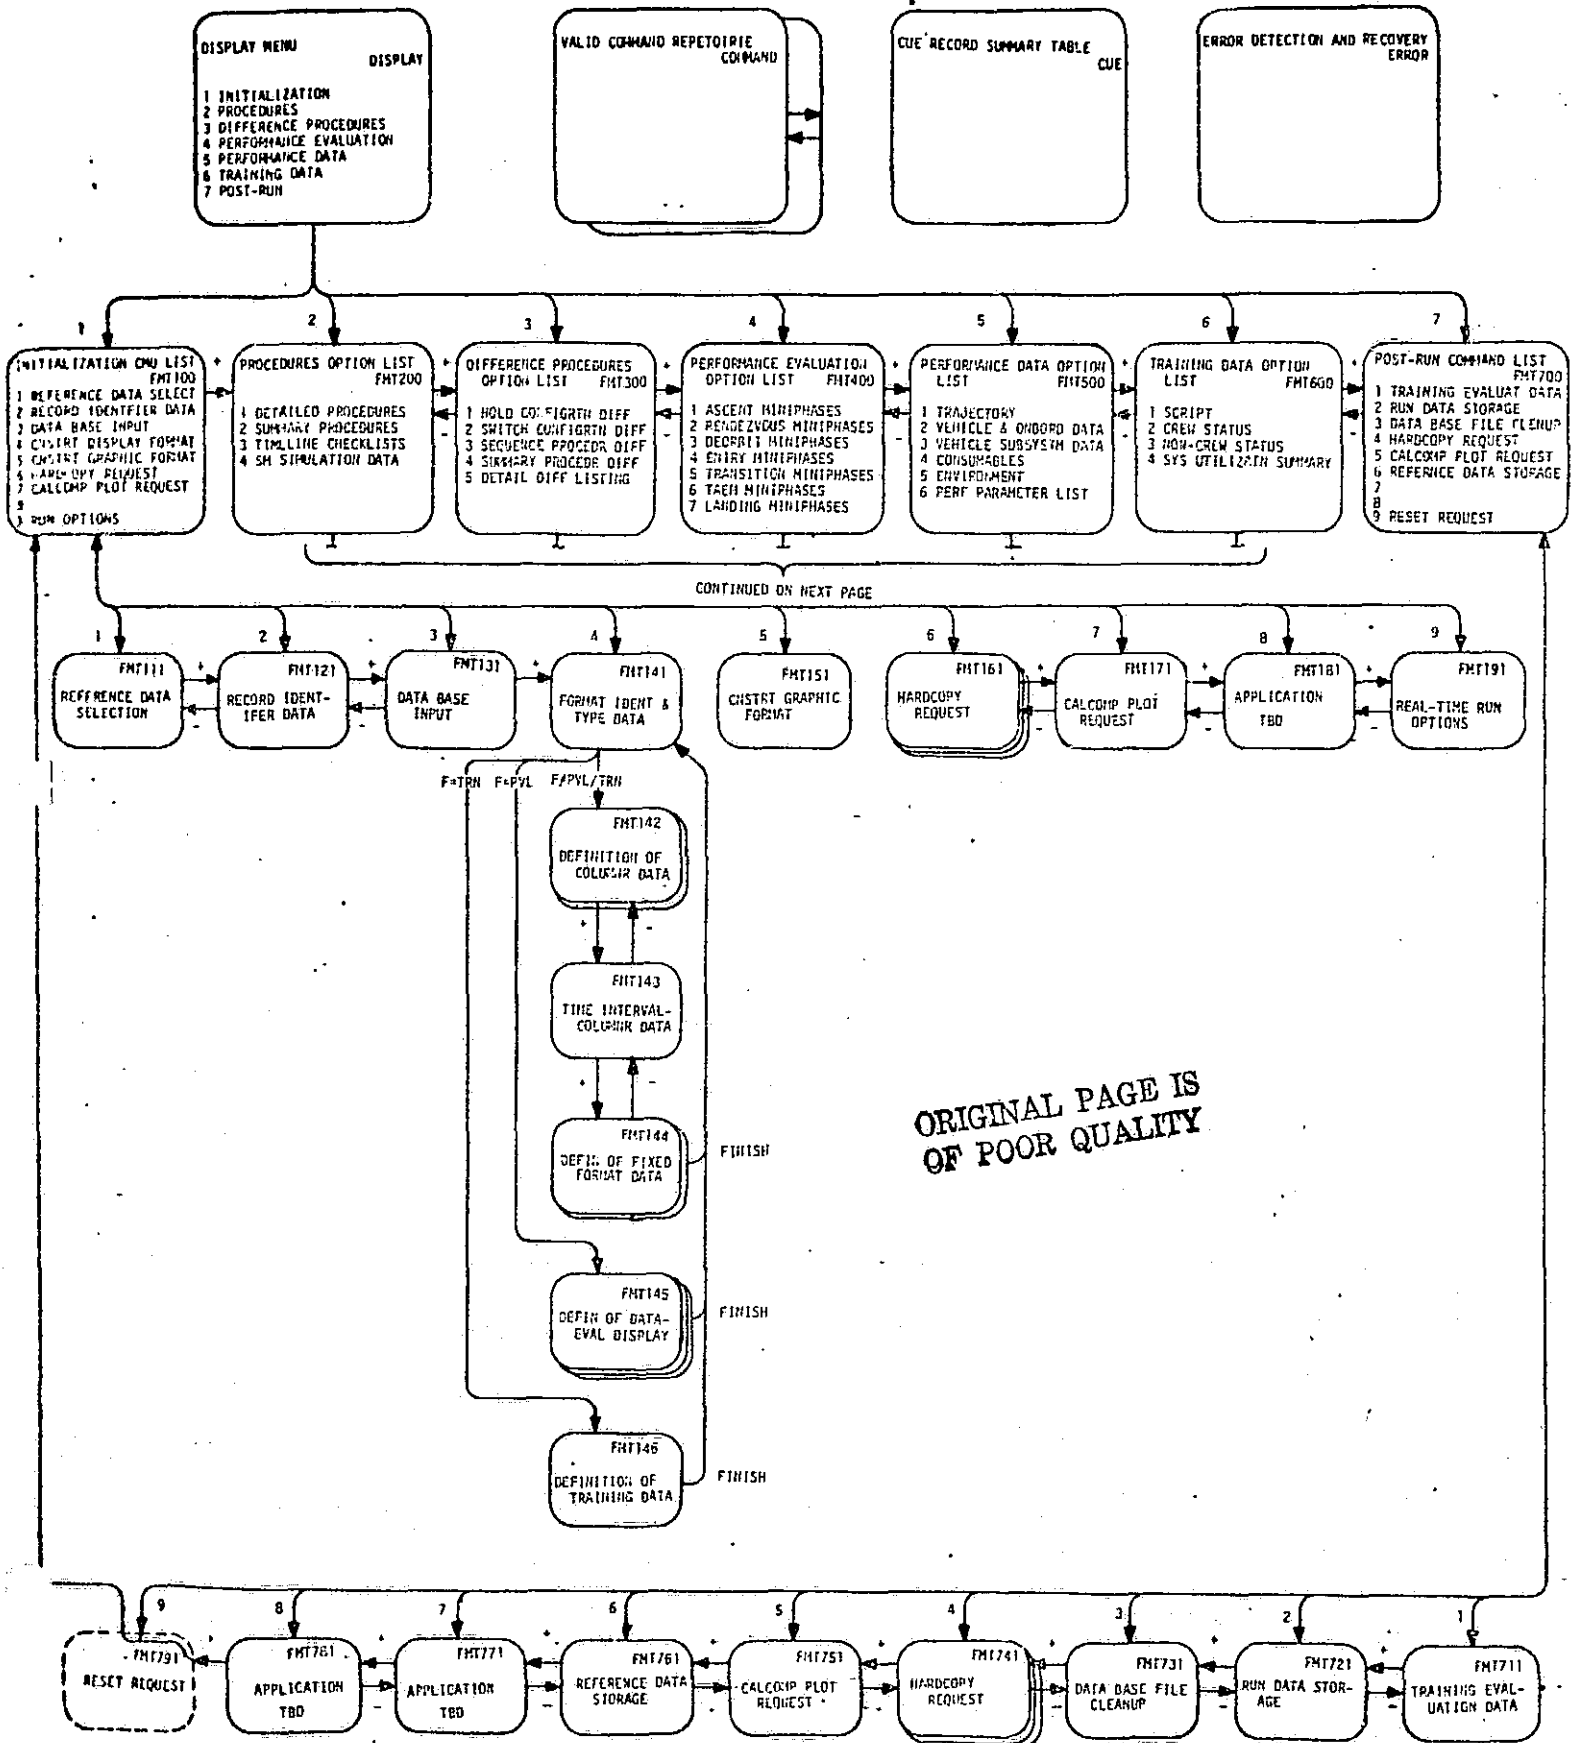 DISPLAY MENU
DISPLAY
1 INITIALIZATION
2 PROCEDURES
3 DIFFERENCE PROCEDURES
4 PERFORMANCE EVALUATION
5 PERFORMANCE DATA
6 TRAINING DATA
7 POST-RUN
VALID COMMAND REPETOIRIE
COMMAND
CUE RECORD SUMMARY TABLE
CUE
ERROR DETECTION AND RECOVERY
ERROR
1
INITIALIZATION CMD LIST
FMT100
1 REFERENCE DATA SELECT
2 RECORD IDENTFIER DATA
3 DATA BASE INPUT
4 CNSTRT DISPLAY FORMAT
5 CNSTRT GRAPHIC FORMAT
6 HARDCOPY REQUEST
7 CALCOMP PLOT REQUEST
RUN OPTIONS
2
PROCEDURES OPTION LIST
FMT200
1 DETAILED PROCEDURES
2 SUMMARY PROCEDURES
3 TIMLLINE CHECKLISTS
4 SM SIMULATION DATA
3
DIFFERENCE PROCEDURES
OPTION LIST FMT300
1 HOLD CONFIGRTN DIFF
2 SWITCH CONFIGRTN DIFF
3 SEQUENCE PROCEDR DIFF
4 SUMMARY PROCEDR DIFF
5 DETAIL DIFF LISTING
4
PERFORMANCE EVALUATION
OPTION LIST FMT400
1 ASCENT MINIPHASES
2 RENDEZVOUS MINIPHASES
3 DEORBIT MINIPHASES
4 ENTRY MINIPHASES
5 TRANSITION MINIPHASES
6 TAEM MINIPHASES
7 LANDING MINIPHASES
5
PERFORMANCE DATA OPTION
LIST FMT500
1 TRAJECTORY
2 VEHICLE & ONBORD DATA
3 VEHICLE SUBSYSTM DATA
4 CONSUMABLES
5 ENVIRONMENT
6 PERF PARAMETER LIST
6
TRAINING DATA OPTION
LIST FMT600
1 SCRIPT
2 CREW STATUS
3 NON-CREW STATUS
4 SYS UTILIZATN SUMMARY
7
POST-RUN COMMAND LIST
FMT700
1 TRAINING EVALUAT DATA
2 RUN DATA STORAGE
3 DATA BASE FILE CLENUP
4 HARDCOPY REQUEST
5 CALCOMP PLOT REQUEST
6 REFERENCE DATA STORAGE
7
8
9 RESET REQUEST
CONTINUED ON NEXT PAGE
1
FMT111
REFERENCE DATA
SELECTION
2
FMT121
RECORD IDENT-
IFER DATA
3
FMT131
DATA BASE
INPUT
4
FMT141
FORMAT IDENT &
TYPE DATA
5
FMT151
CNSTRT GRAPHIC
FORMAT
6
FMT161
HARDCOPY
REQUEST
7
FMT171
CALCOMP PLOT
REQUEST
8
FMT181
APPLICATION
TBD
9
FMT191
REAL-TIME RUN
OPTIONS
F=TRN F=PVL F≠PVL/TRN
FMT142
DEFINITION OF
COLUMNR DATA
FMT143
TIME INTERVAL-
COLUMNR DATA
FMT144
DEFIN OF FIXED
FORMAT DATA
FINISH
FMT145
DEFIN OF DATA-
EVAL DISPLAY
FINISH
FMT146
DEFINITION OF
TRAINING DATA
FINISH
ORIGINAL PAGE IS
OF POOR QUALITY
9
FMT791
RESET REQUEST
8
FMT781
APPLICATION
TBD
7
FMT771
APPLICATION
TBD
6
FMT761
REFERENCE DATA
STORAGE
5
FMT751
CALCOMP PLOT
REQUEST
4
FMT741
HARDCOPY
REQUEST
3
FMT731
DATA BASE FILE
CLEANUP
2
FMT721
RUN DATA STOR-
AGE
1
FMT711
TRAINING EVAL-
UATION DATA